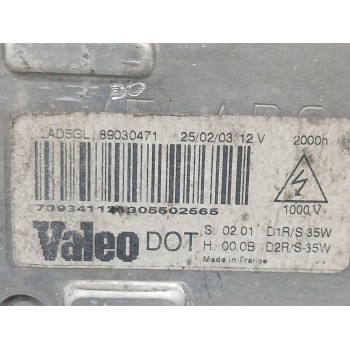 LAD5GL 89030471 25/02/03 12 V 2000h
1000 V
Valeo DOT S: 02.01 D1R/S-35W
H: 00.0B D2R/S-35W
Made in France